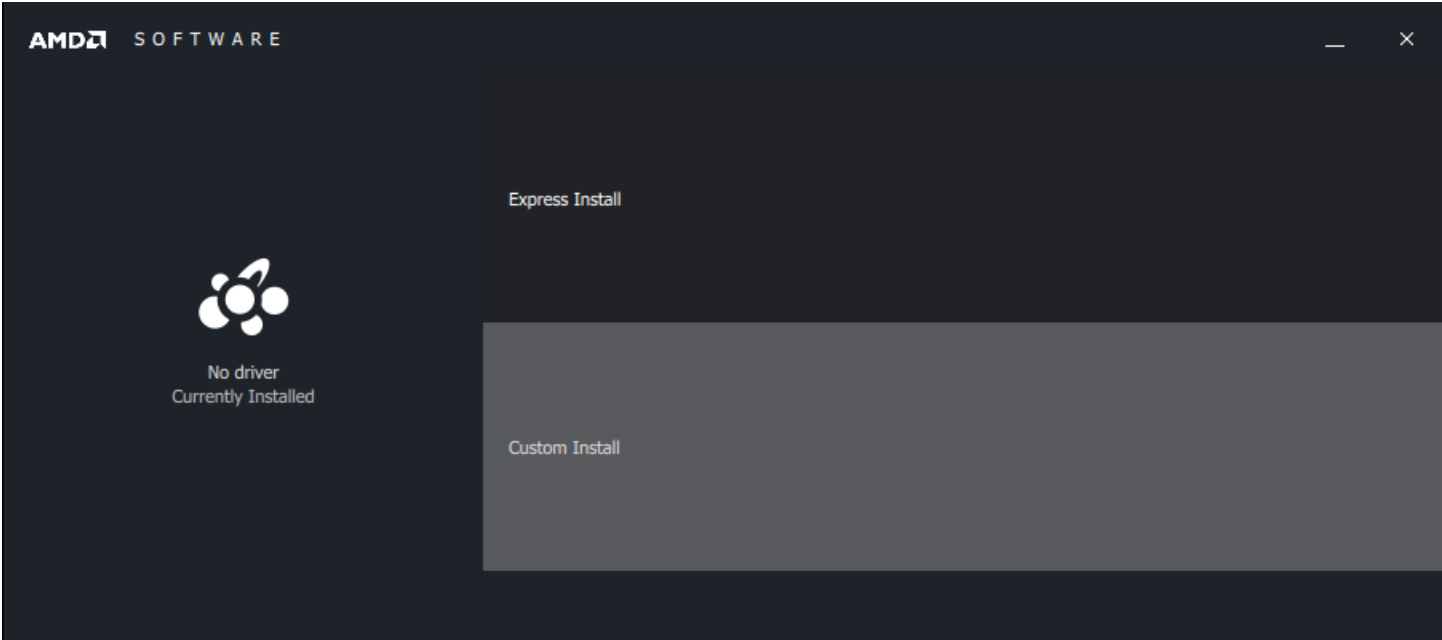 AMD SOFTWARE
Express Install
No driver
Currently Installed
Custom Install